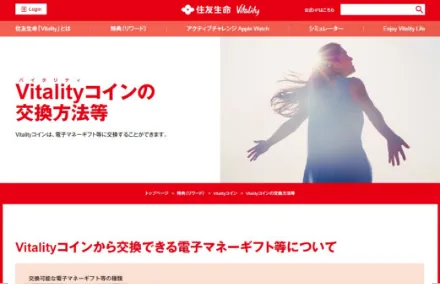 Login
住友生命 Vitality
住友生命「Vitality」とは
特典(リワード)
アクティブチャレンジ Apple Watch
シミュレーター
Enjoy Vitality Life
バイタリティ
Vitalityコインの
交換方法等
Vitalityコインは、電子マネーギフト等に交換することができます。
トップページ > 特典(リワード) > Vitalityコイン > Vitalityコインの交換方法等
Vitalityコインから交換できる電子マネーギフト等について
交換可能な電子マネーギフト等の種類